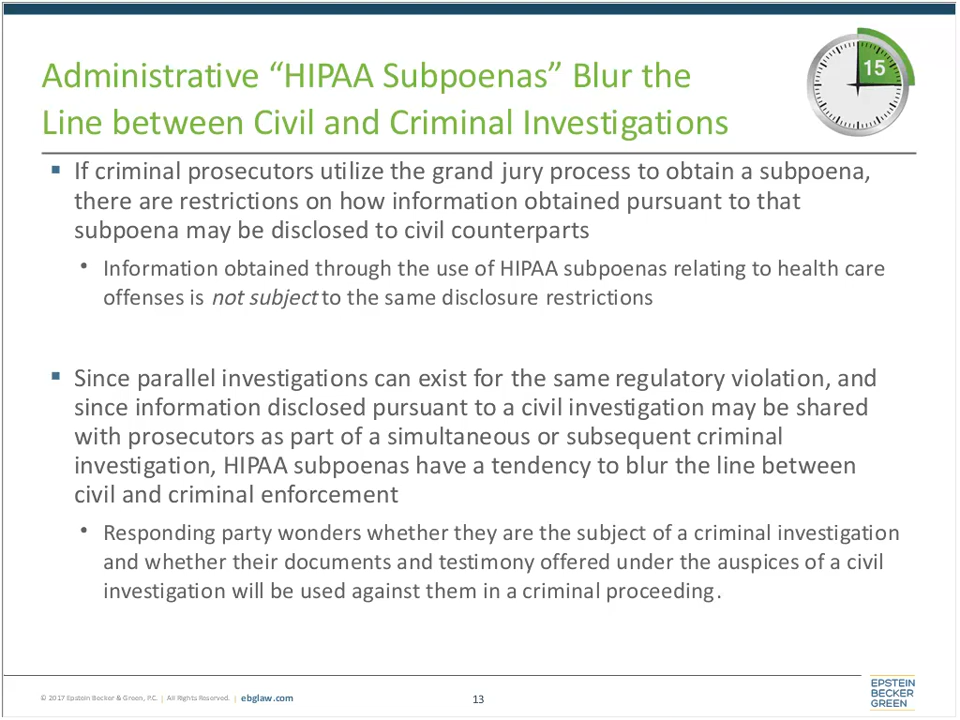 Administrative “HIPAA Subpoenas” Blur the
Line between Civil and Criminal Investigations
15
▪ If criminal prosecutors utilize the grand jury process to obtain a subpoena,
there are restrictions on how information obtained pursuant to that
subpoena may be disclosed to civil counterparts
• Information obtained through the use of HIPAA subpoenas relating to health care
offenses is not subject to the same disclosure restrictions
▪ Since parallel investigations can exist for the same regulatory violation, and
since information disclosed pursuant to a civil investigation may be shared
with prosecutors as part of a simultaneous or subsequent criminal
investigation, HIPAA subpoenas have a tendency to blur the line between
civil and criminal enforcement
• Responding party wonders whether they are the subject of a criminal investigation
and whether their documents and testimony offered under the auspices of a civil
investigation will be used against them in a criminal proceeding.
© 2017 Epstein Becker & Green, P.C. | All Rights Reserved. | ebglaw.com
13
EPSTEIN
BECKER
GREEN